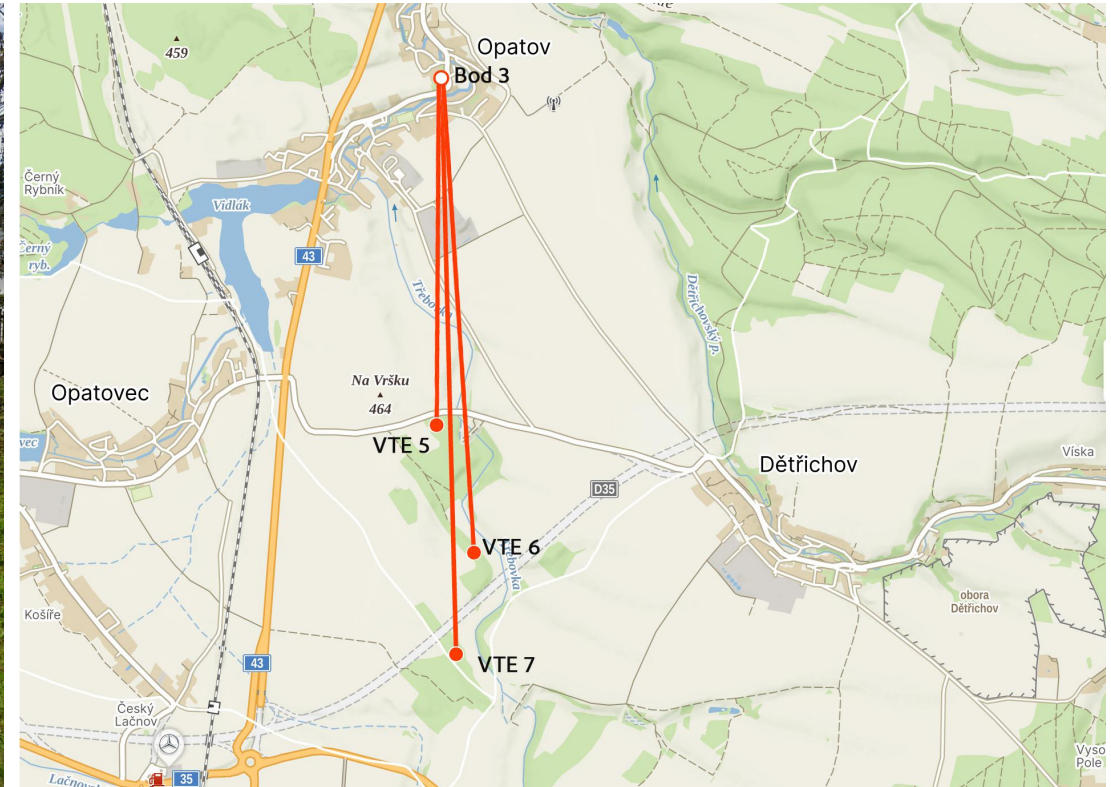 459
Opatov
Bod 3
Černý
Rybník
Vidlák
Černý
ryb.
43
Třebovka
Dětřichovský p.
Opatovec
Na Vršku
464
VTE 5
Dětřichov
Víska
D35
VTE 6
obora
Dětřichov
Košíře
43
VTE 7
Český
Lačnov
35
Vyso
Pole